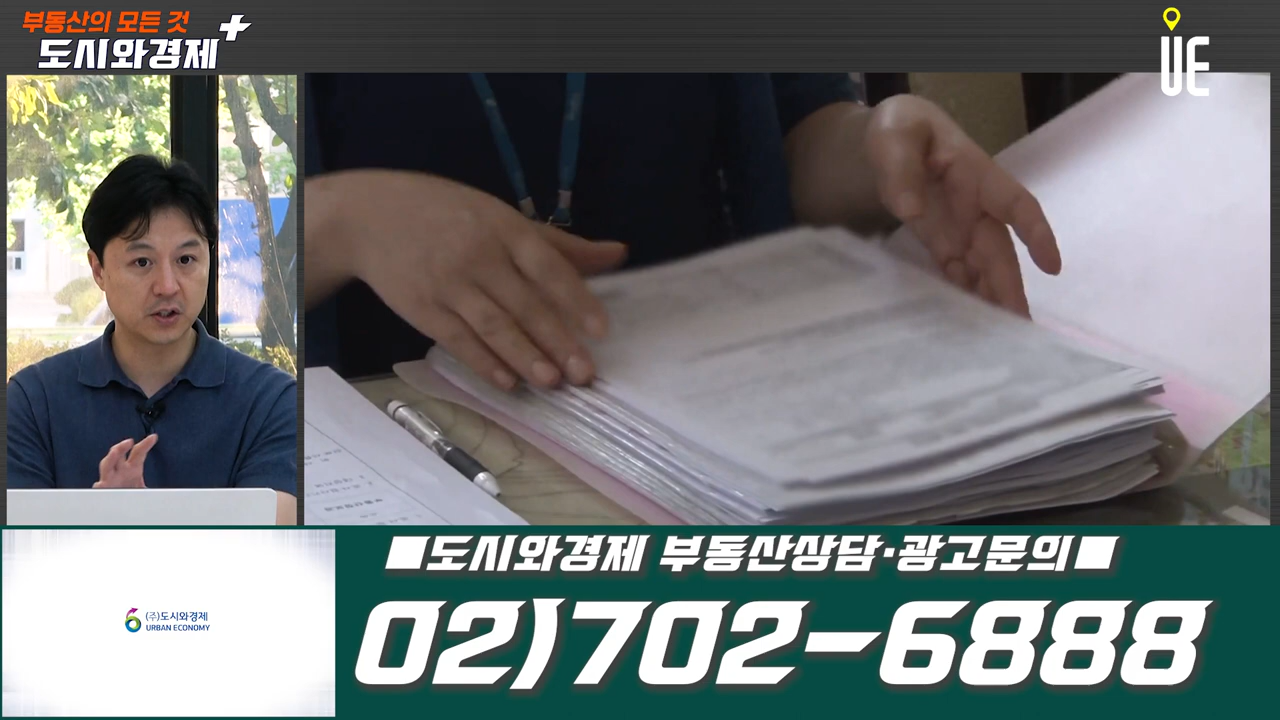 부동산의 모든 것
도시와경제+
UE
■도시와경제 부동산상담·광고문의■
(주)도시와경제
URBAN ECONOMY
02)702-6888